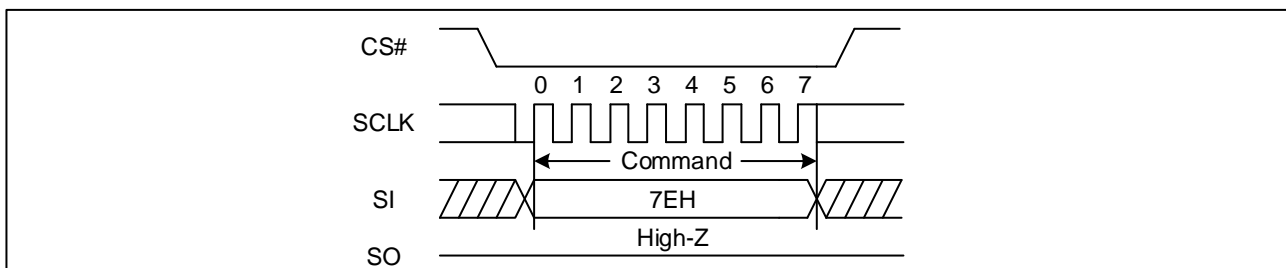 CS#
0 1 2 3 4 5 6 7
SCLK
Command
SI
7EH
High-Z
SO